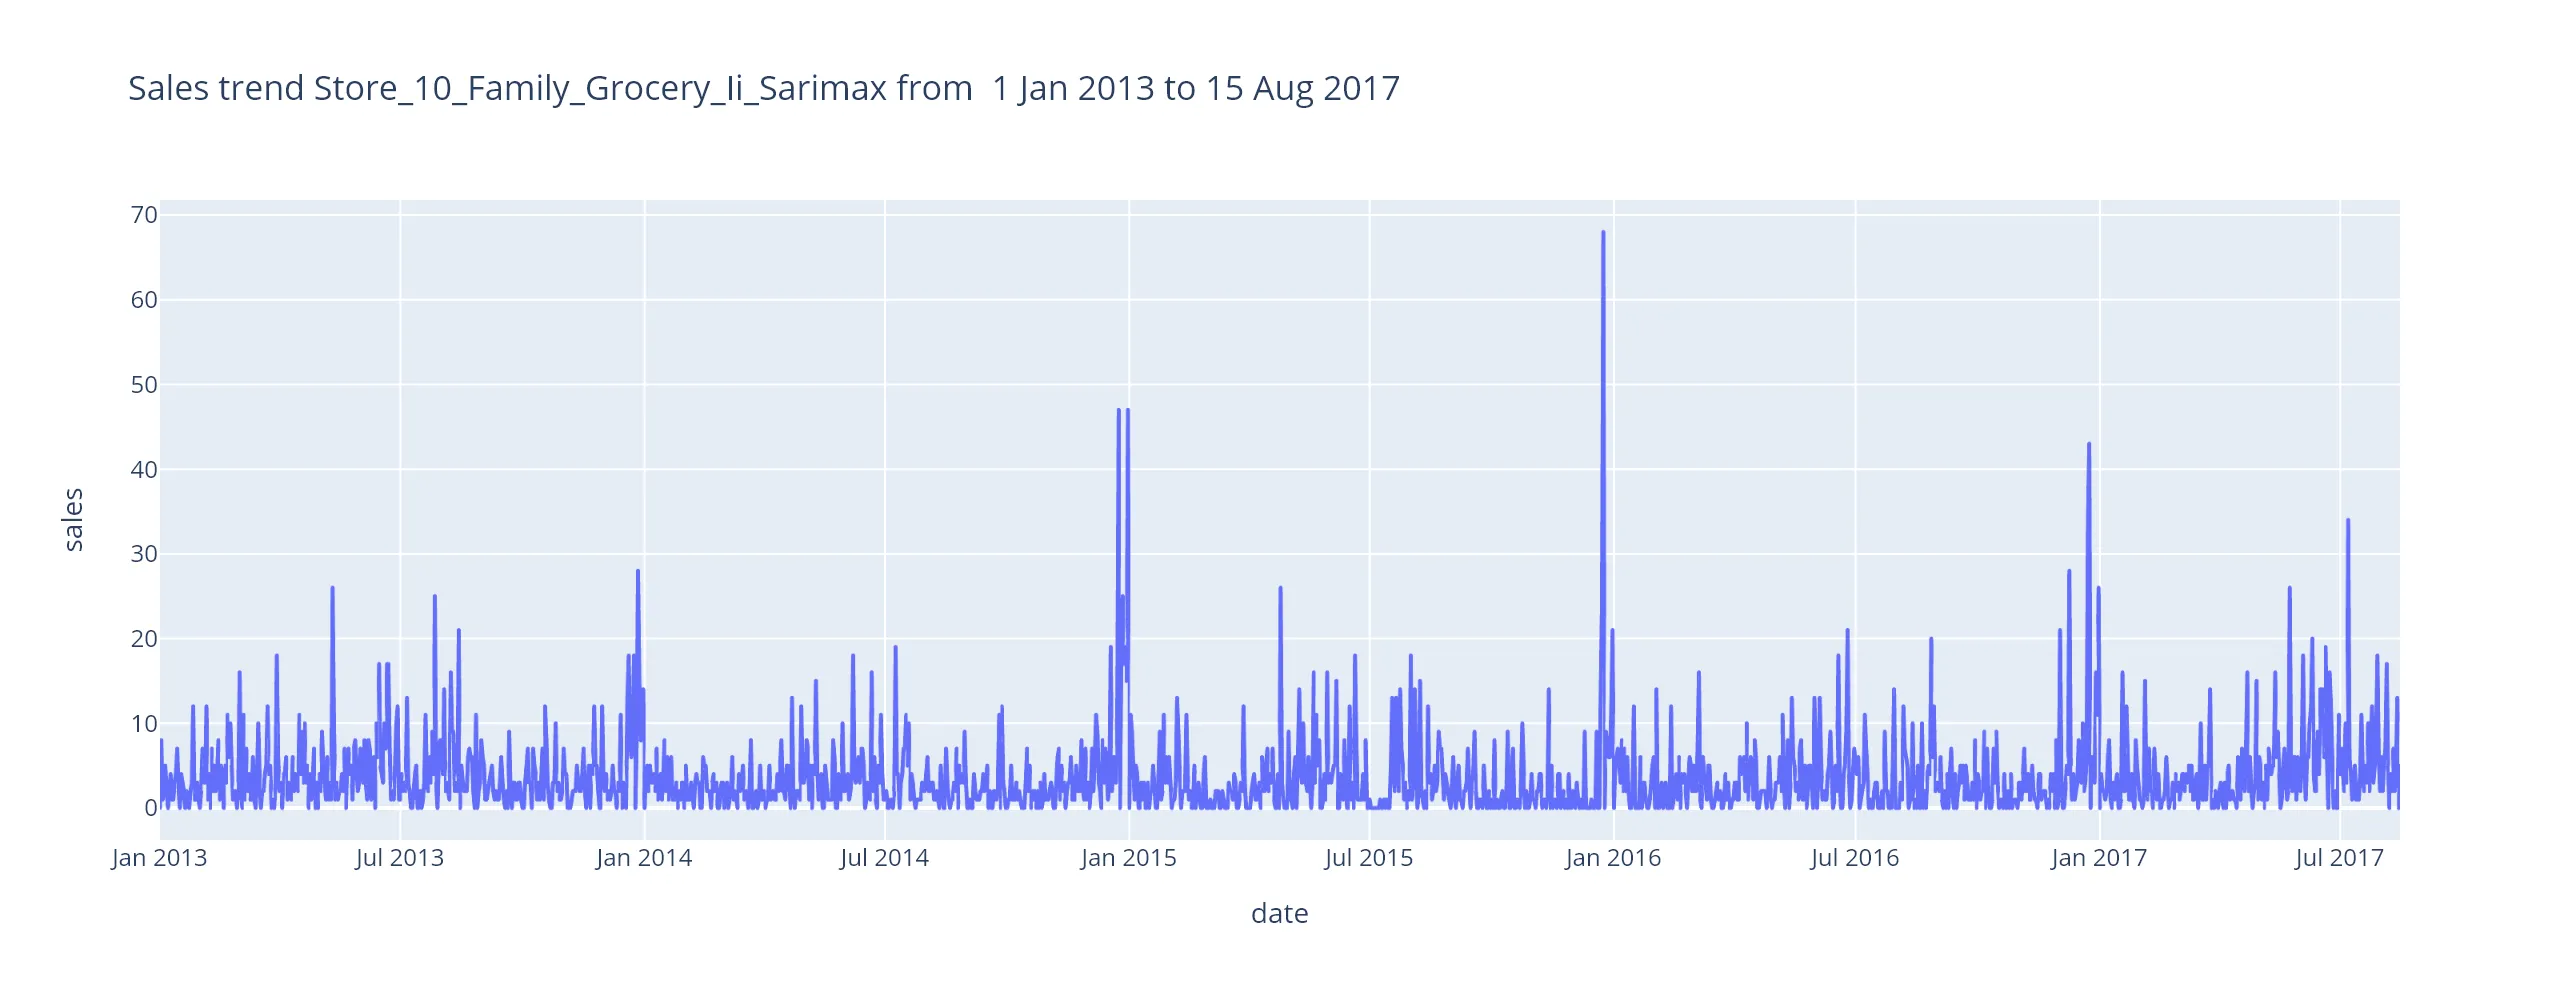 Sales trend Store_10_Family_Grocery_Ii_Sarimax from  1 Jan 2013 to 15 Aug 2017
70
60
50
40
30
20
10
0
sales
Jan 2013 Jul 2013 Jan 2014 Jul 2014 Jan 2015 Jul 2015 Jan 2016 Jul 2016 Jan 2017 Jul 2017
date